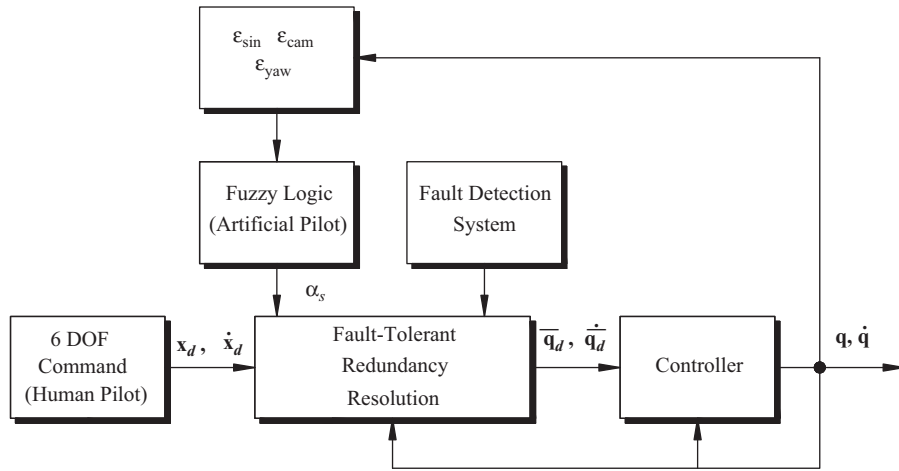 ε_sin ε_cam
ε_yaw
Fuzzy Logic
(Artificial Pilot)
Fault Detection
System
α_s
6 DOF
Command
(Human Pilot)
x_d , ẋ_d
Fault-Tolerant
Redundancy
Resolution
q̅_d , q̅̇_d
Controller
q, q̇